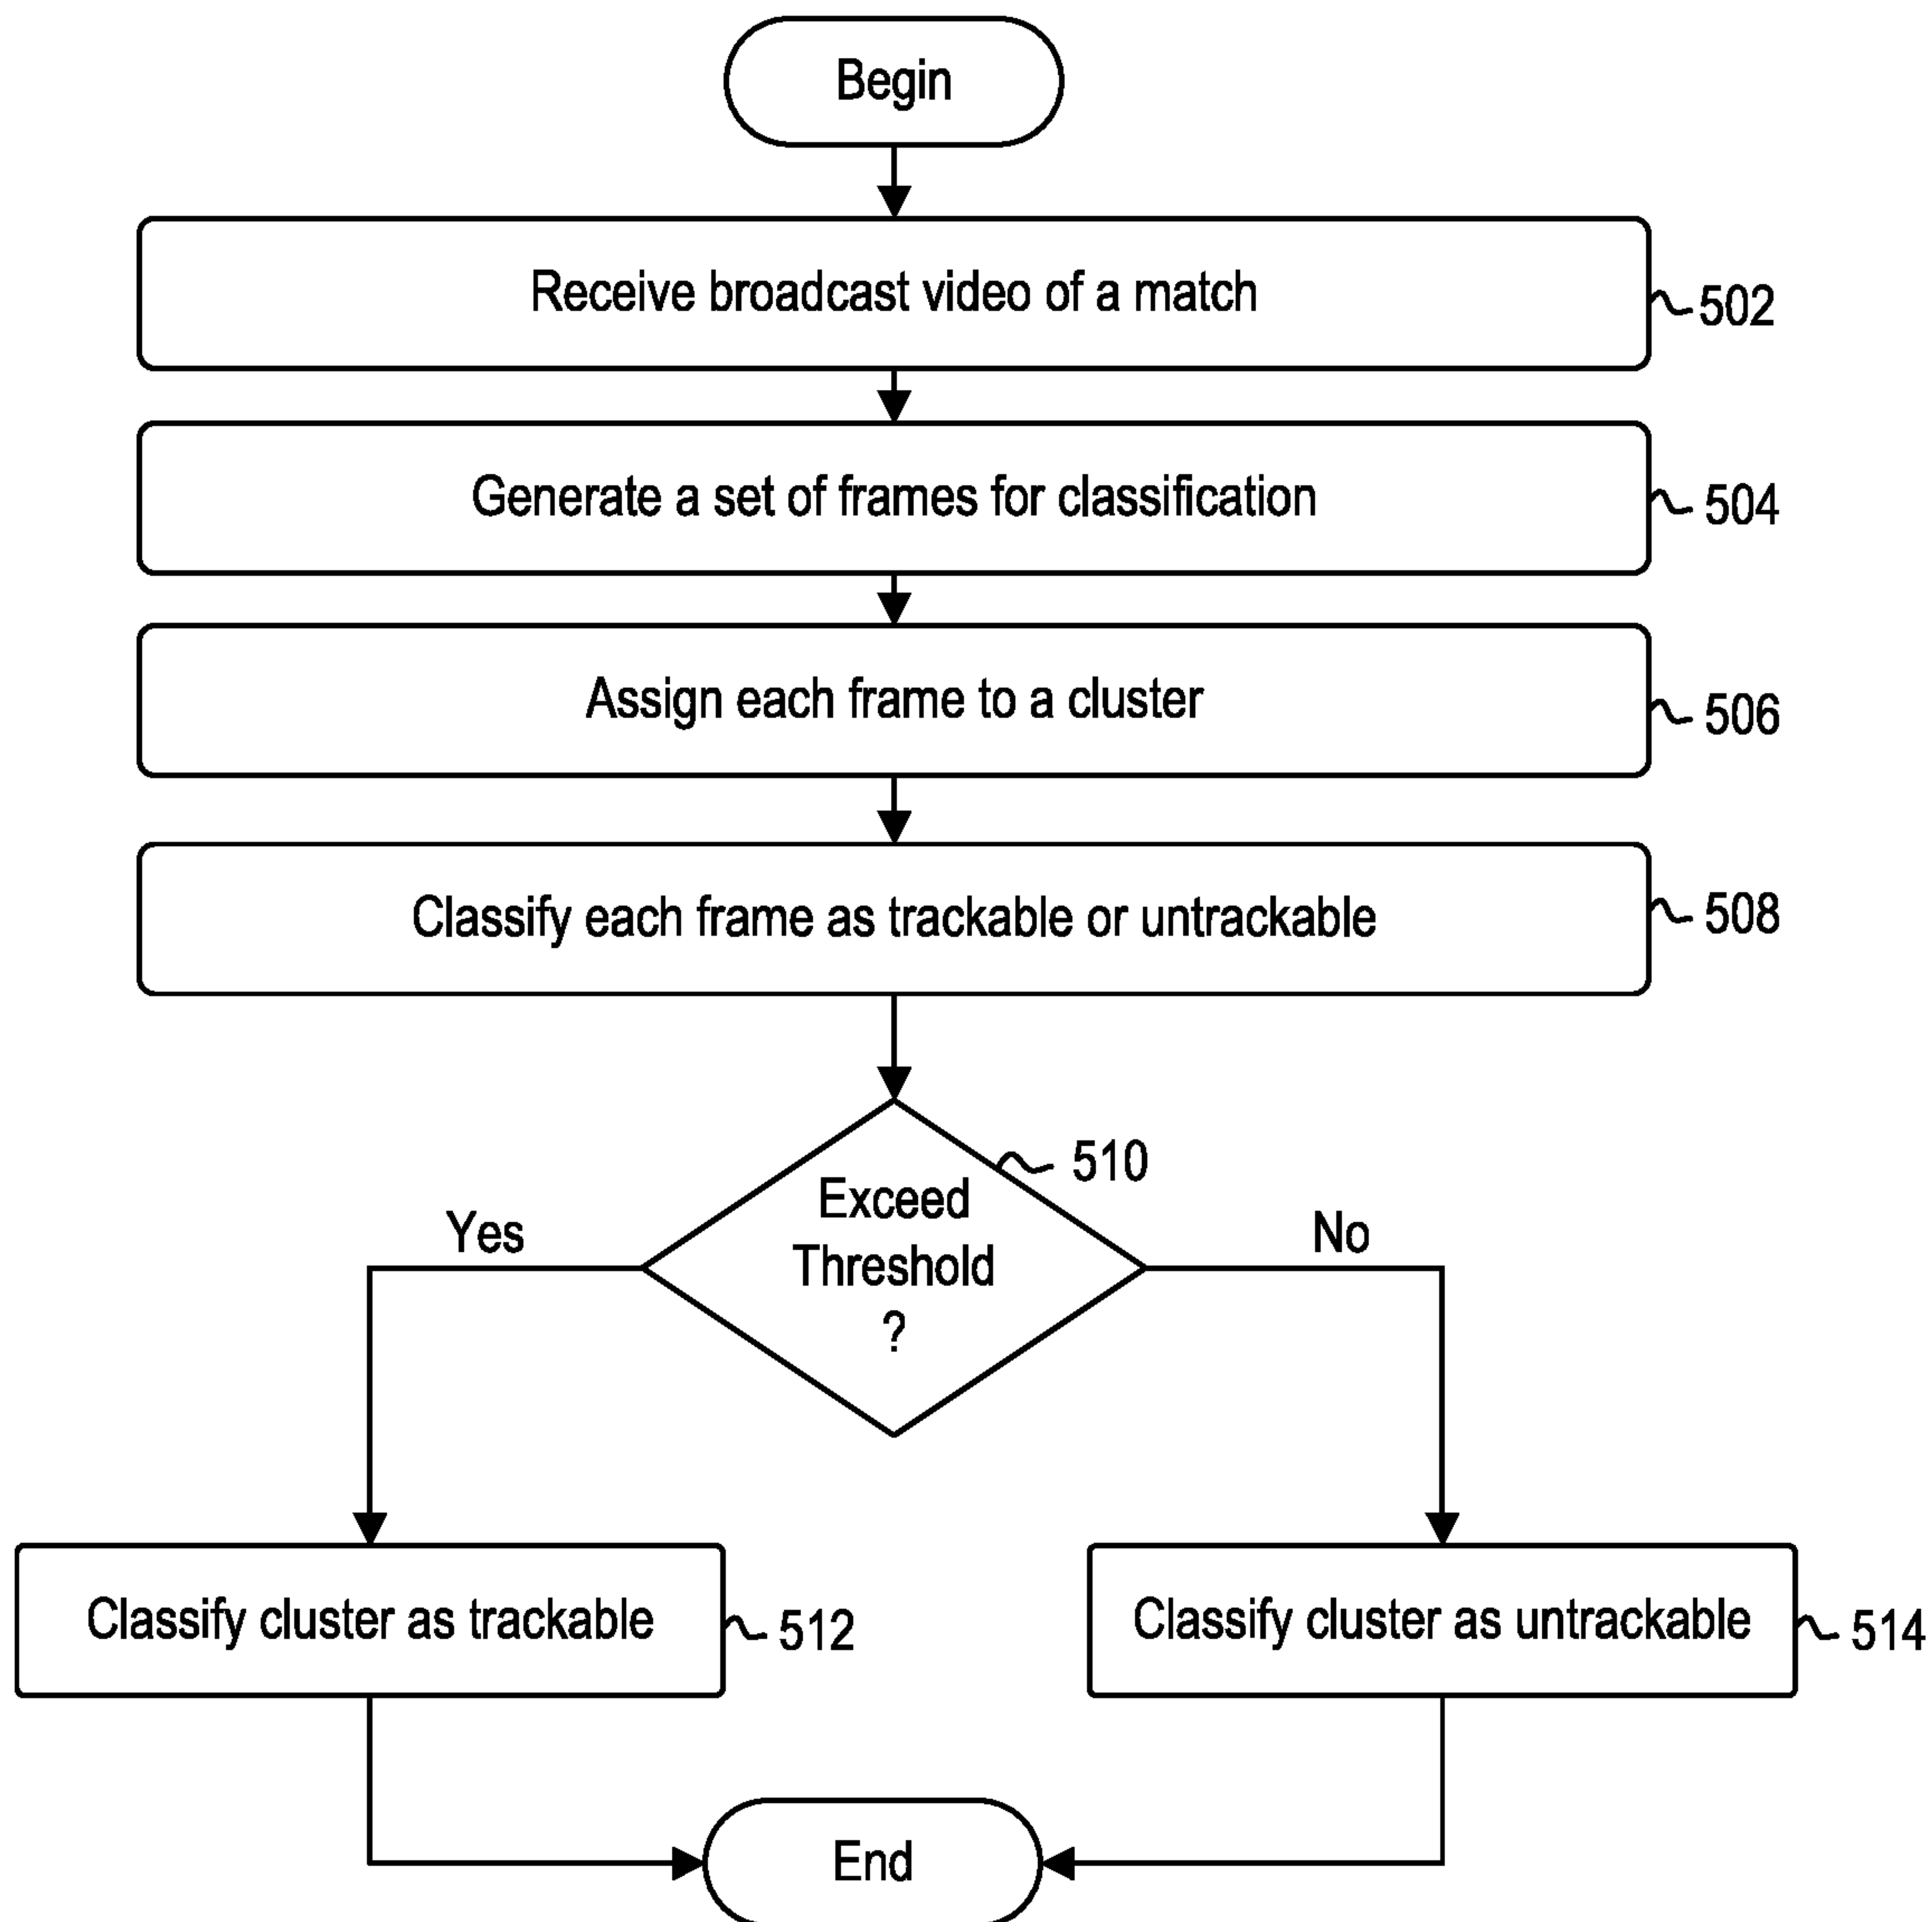 Begin
Receive broadcast video of a match
502
Generate a set of frames for classification
504
Assign each frame to a cluster
506
Classify each frame as trackable or untrackable
508
510
Exceed
Threshold
?
Yes
No
Classify cluster as trackable
512
Classify cluster as untrackable
514
End